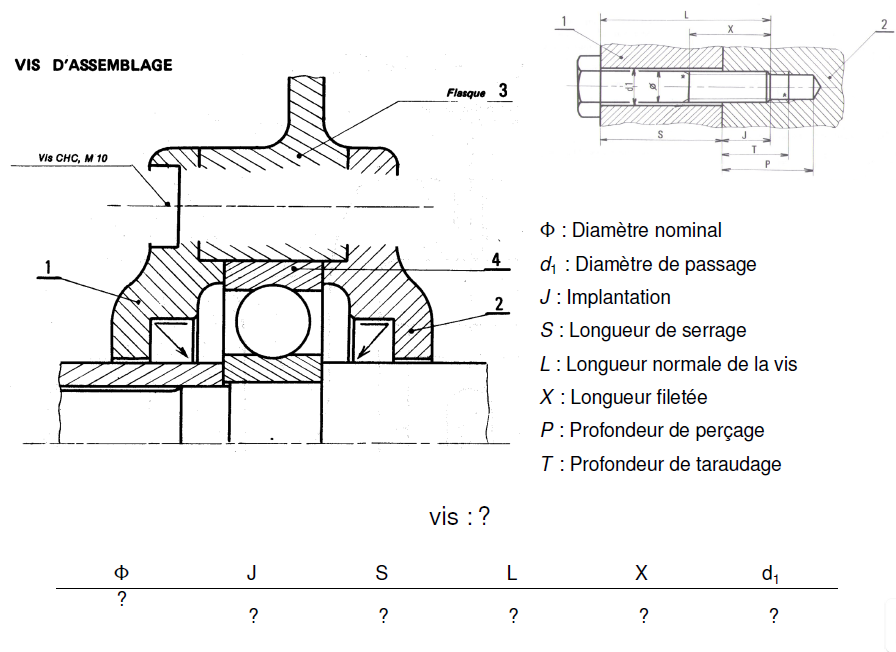 VIS D'ASSEMBLAGE
Flasque 3
Vis CHC, M 10
1
4
2
L
X
1
2
d1
Ø
S
J
T
P
Φ : Diamètre nominal
d1 : Diamètre de passage
J : Implantation
S : Longueur de serrage
L : Longueur normale de la vis
X : Longueur filetée
P : Profondeur de perçage
T : Profondeur de taraudage
vis : ?
Φ J S L X d1
? ? ? ? ? ?